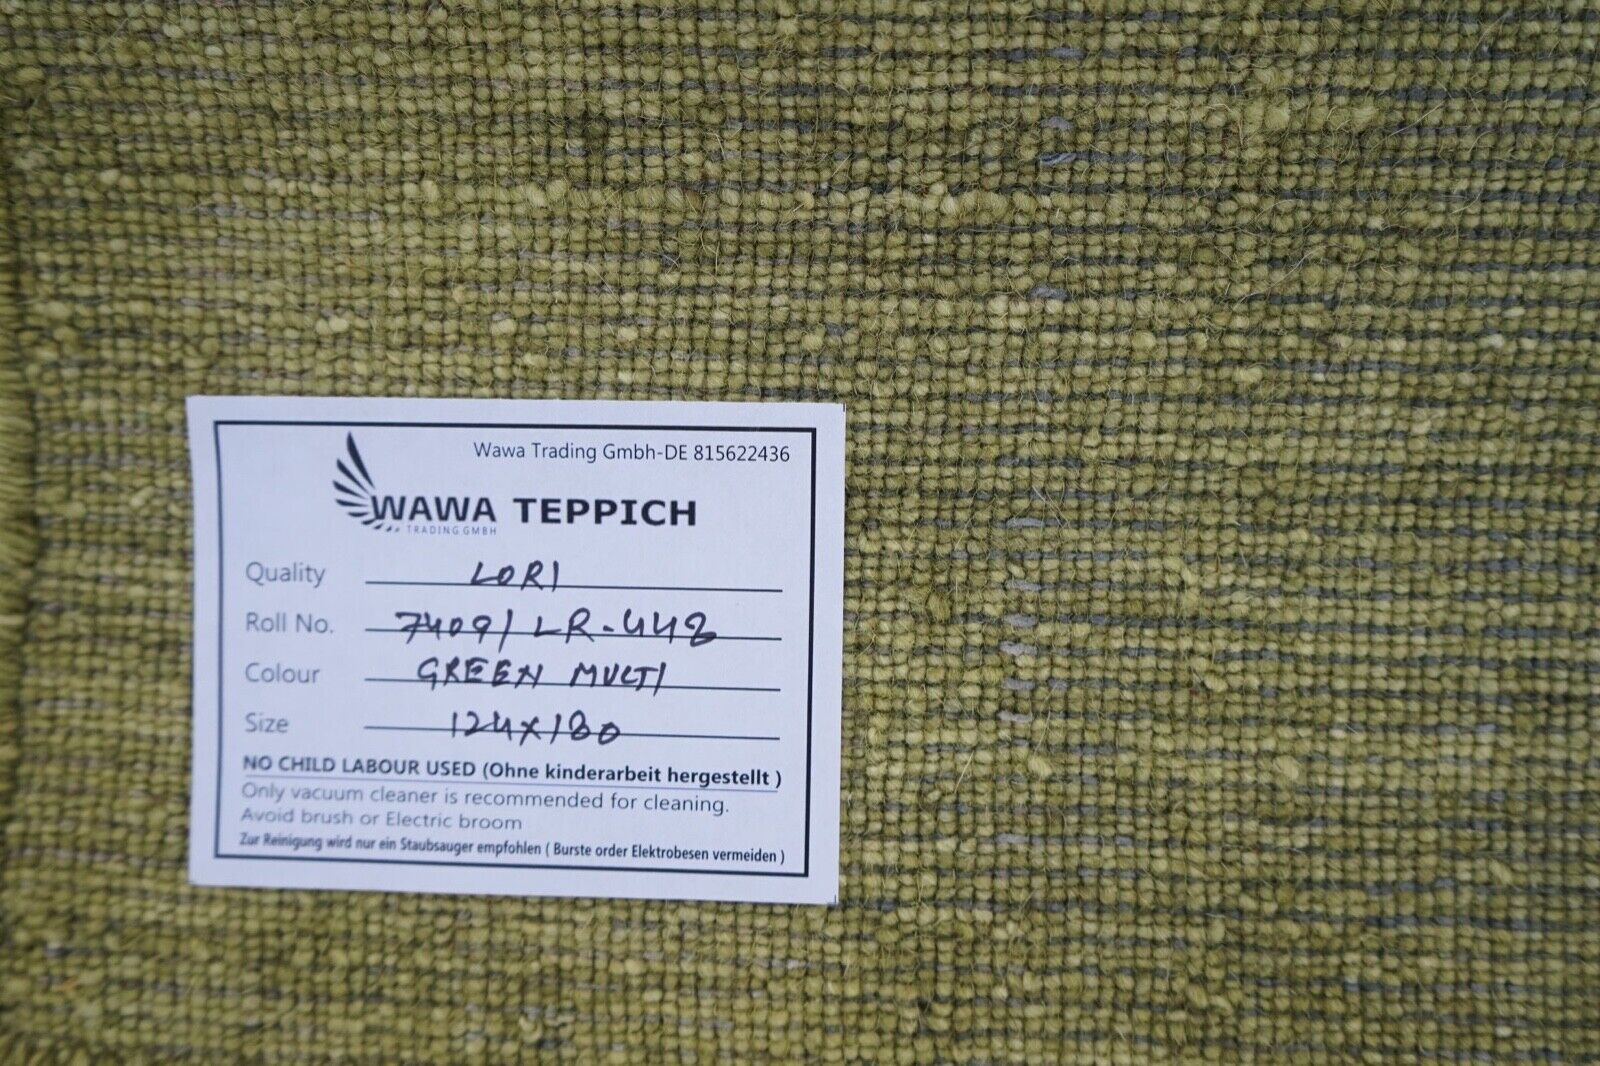 Wawa Trading Gmbh-DE 815622436
WAWA TEPPICH
TRADING GMBH
Quality LORI
Roll No. 7409/LR-448
Colour GREEN MULTI
Size 124x180
NO CHILD LABOUR USED (Ohne kinderarbeit hergestellt )
Only vacuum cleaner is recommended for cleaning.
Avoid brush or Electric broom
Zur Reinigung wird nur ein Staubsauger empfohlen ( Burste order Elektrobesen vermeiden )